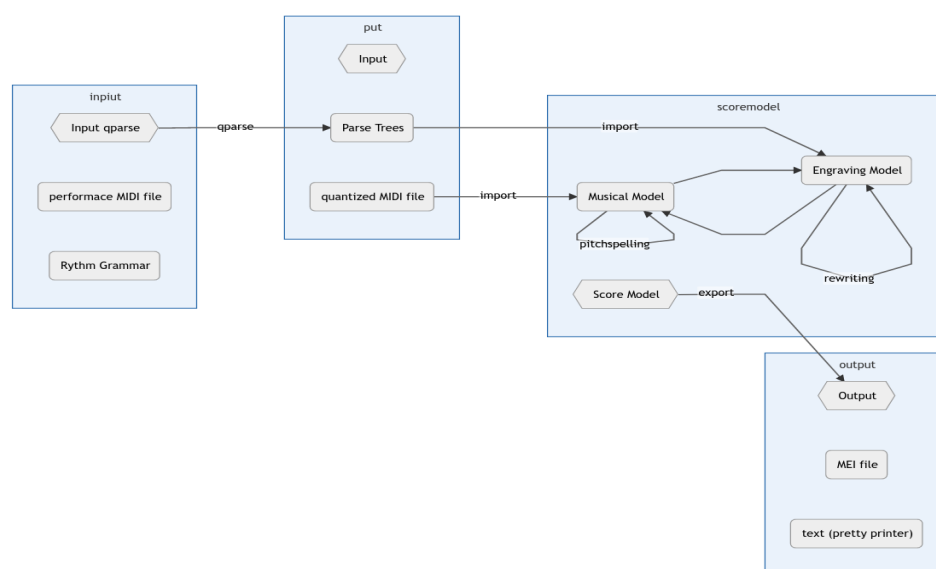 inpiut
Input qparse
performace MIDI file
Rythm Grammar
qparse
put
Input
Parse Trees
quantized MIDI file
import
import
scoremodel
Engraving Model
Musical Model
pitchspelling
rewriting
Score Model
export
output
Output
MEI file
text (pretty printer)